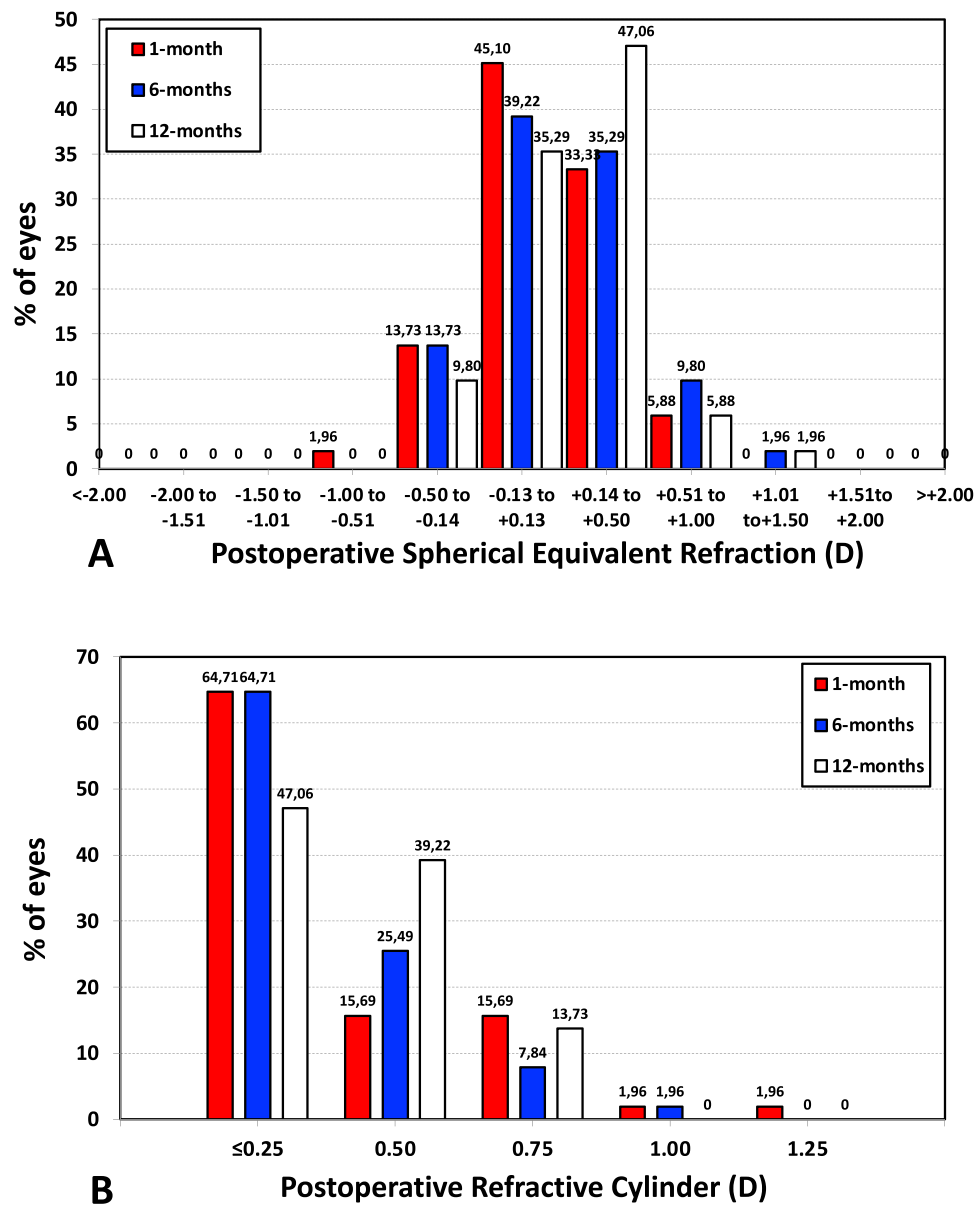 50
45
40
35
30
25
20
15
10
5
0
% of eyes
1-month
6-months
12-months
0 0 0 0 0 0 0 1,96 0 0 13,73 13,73 9,80 45,10 39,22 35,29 33,33 35,29 47,06 5,88 9,80 5,88 0 1,96 1,96 0 0 0 0
<-2.00 -2.00 to -1.50 to -1.00 to -0.50 to -0.13 to +0.14 to +0.51 to +1.01 +1.51to >+2.00
-1.51 -1.01 -0.51 -0.14 +0.13 +0.50 +1.00 to+1.50 +2.00
A Postoperative Spherical Equivalent Refraction (D)
70
60
50
40
30
20
10
0
% of eyes
1-month
6-months
12-months
64,71 64,71 47,06 15,69 25,49 39,22 15,69 7,84 13,73 1,96 1,96 0 1,96 0 0
≤0.25 0.50 0.75 1.00 1.25
B Postoperative Refractive Cylinder (D)